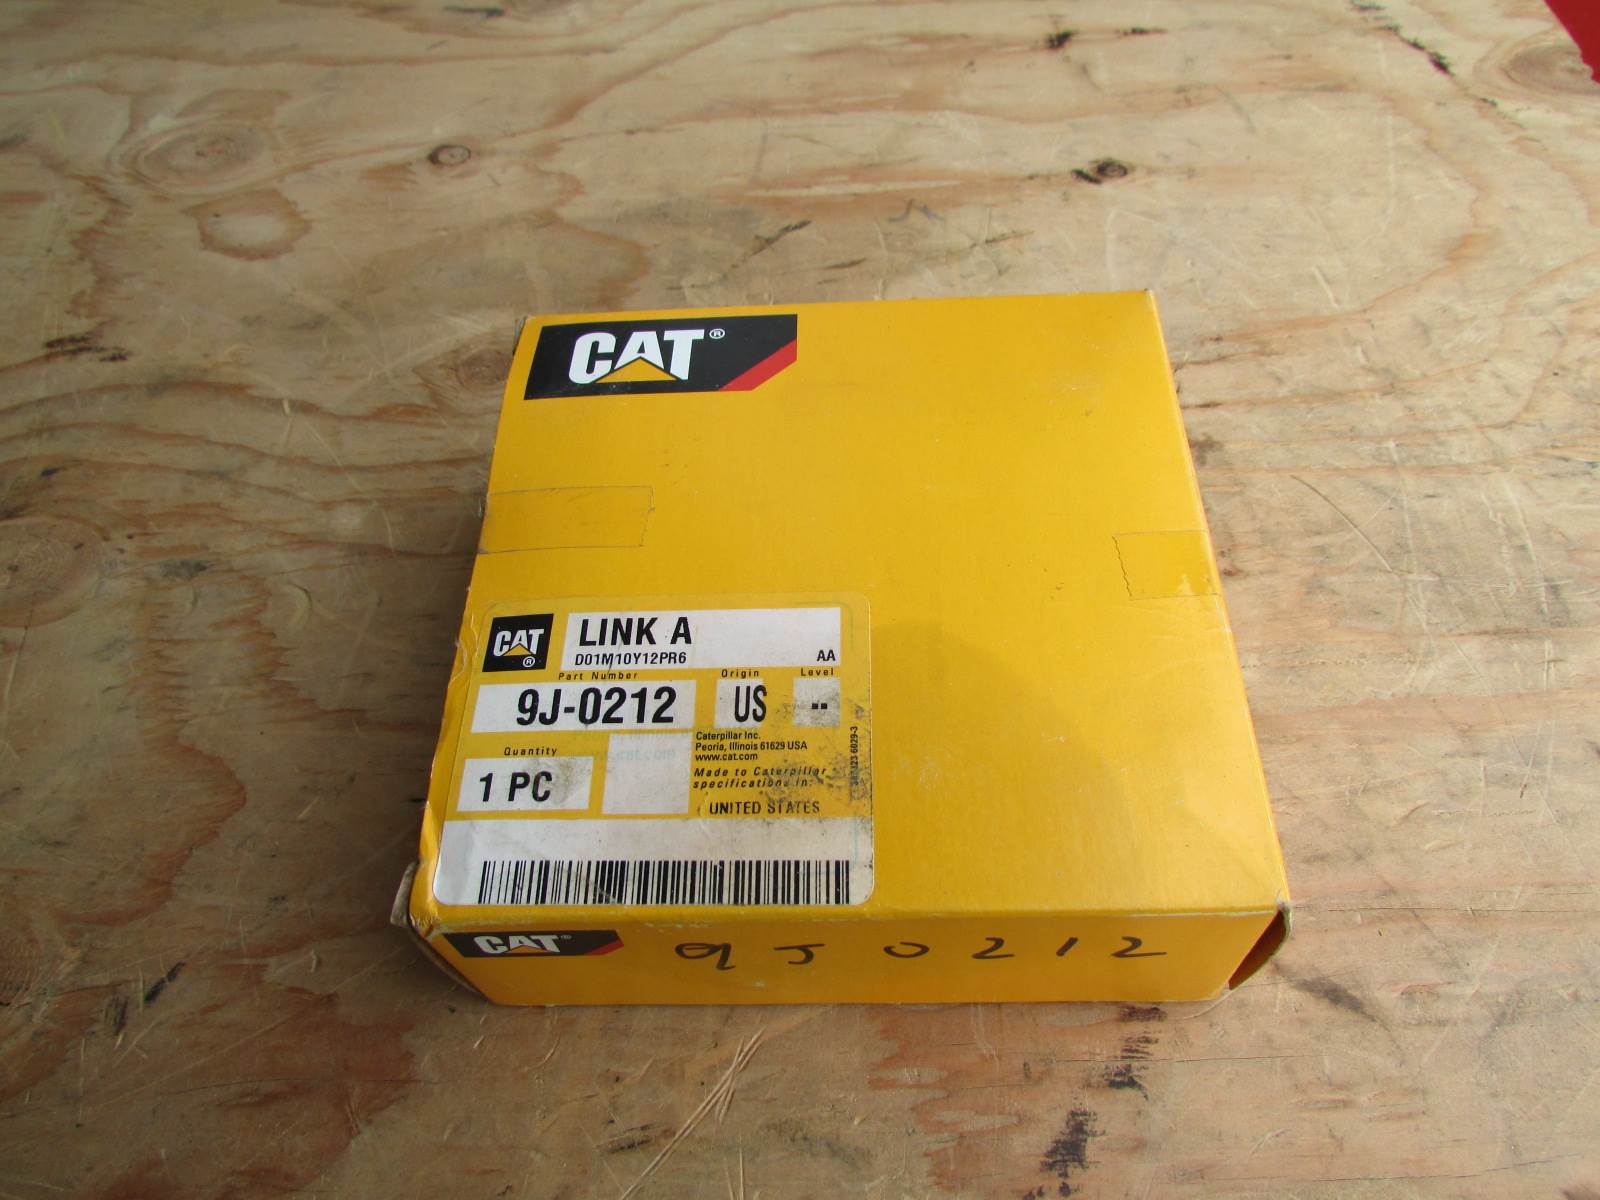 CAT®
CAT®
LINK A
D01M10Y12PR6 AA
Part Number Origin Level
9J-0212 US --
Quantity
1 PC
Caterpillar Inc.
Peoria, Illinois 61629 USA
www.cat.com
Made to Caterpillar
specifications in:
UNITED STATES
CAT®
9J0212